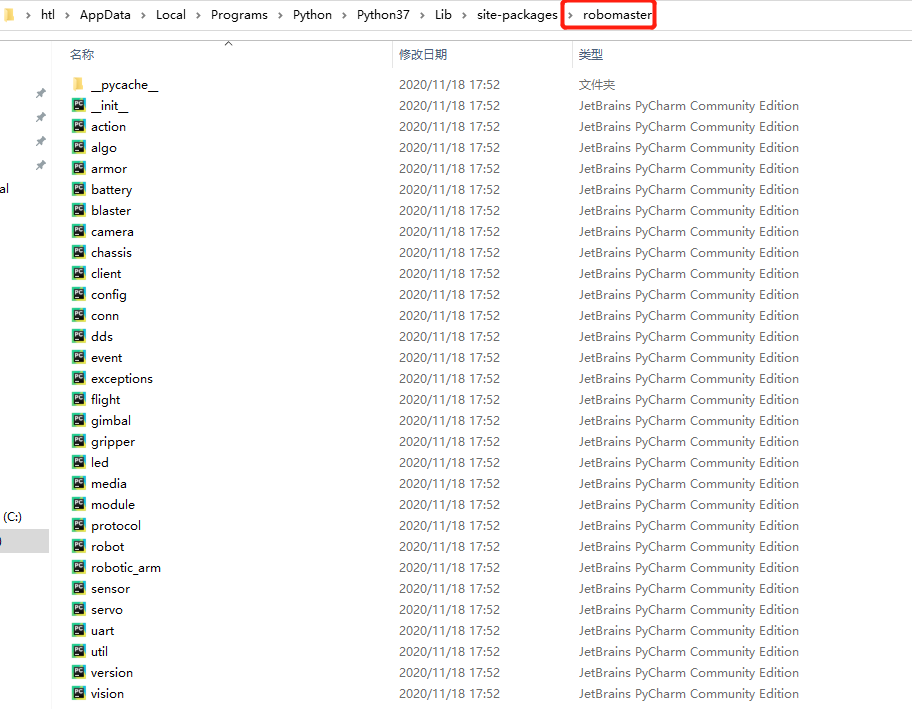 htl › AppData › Local › Programs › Python › Python37 › Lib › site-packages › robomaster
名称 修改日期 类型
__pycache__ 2020/11/18 17:52 文件夹
__init__ 2020/11/18 17:52 JetBrains PyCharm Community Edition
action 2020/11/18 17:52 JetBrains PyCharm Community Edition
algo 2020/11/18 17:52 JetBrains PyCharm Community Edition
armor 2020/11/18 17:52 JetBrains PyCharm Community Edition
al
battery 2020/11/18 17:52 JetBrains PyCharm Community Edition
blaster 2020/11/18 17:52 JetBrains PyCharm Community Edition
camera 2020/11/18 17:52 JetBrains PyCharm Community Edition
chassis 2020/11/18 17:52 JetBrains PyCharm Community Edition
client 2020/11/18 17:52 JetBrains PyCharm Community Edition
config 2020/11/18 17:52 JetBrains PyCharm Community Edition
conn 2020/11/18 17:52 JetBrains PyCharm Community Edition
dds 2020/11/18 17:52 JetBrains PyCharm Community Edition
event 2020/11/18 17:52 JetBrains PyCharm Community Edition
exceptions 2020/11/18 17:52 JetBrains PyCharm Community Edition
flight 2020/11/18 17:52 JetBrains PyCharm Community Edition
gimbal 2020/11/18 17:52 JetBrains PyCharm Community Edition
gripper 2020/11/18 17:52 JetBrains PyCharm Community Edition
led 2020/11/18 17:52 JetBrains PyCharm Community Edition
media 2020/11/18 17:52 JetBrains PyCharm Community Edition
module 2020/11/18 17:52 JetBrains PyCharm Community Edition
(C:)
protocol 2020/11/18 17:52 JetBrains PyCharm Community Edition
robot 2020/11/18 17:52 JetBrains PyCharm Community Edition
)
robotic_arm 2020/11/18 17:52 JetBrains PyCharm Community Edition
sensor 2020/11/18 17:52 JetBrains PyCharm Community Edition
servo 2020/11/18 17:52 JetBrains PyCharm Community Edition
uart 2020/11/18 17:52 JetBrains PyCharm Community Edition
util 2020/11/18 17:52 JetBrains PyCharm Community Edition
version 2020/11/18 17:52 JetBrains PyCharm Community Edition
vision 2020/11/18 17:52 JetBrains PyCharm Community Edition